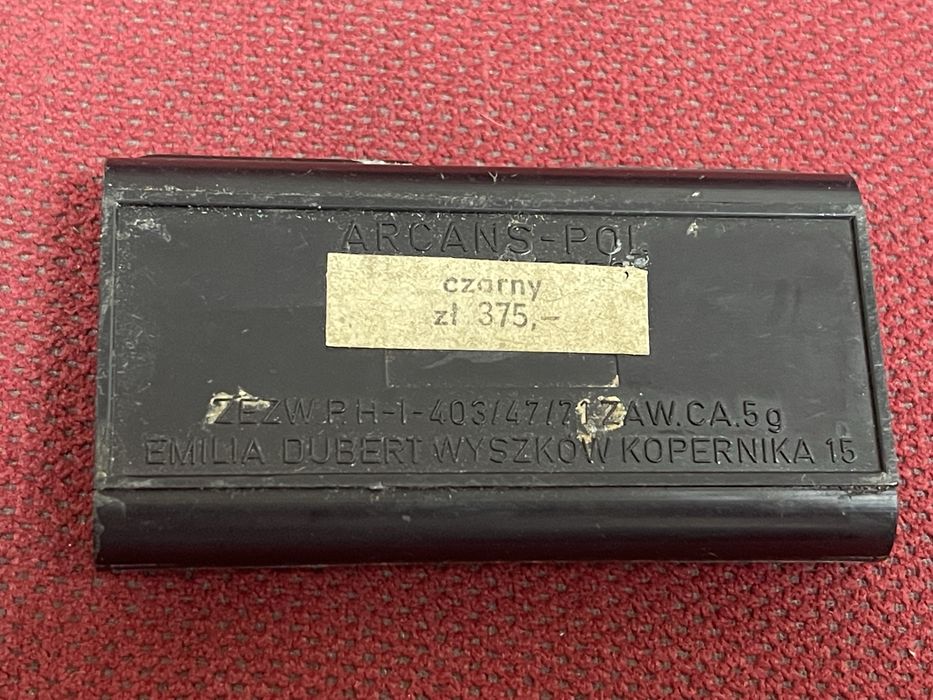 ARCANS-POL
czarny
zł 375,-
ZEZW.P.H-1-403/47/71 ZAW.CA.5g
EMILIA DUBERT WYSZKÓW KOPERNIKA 15